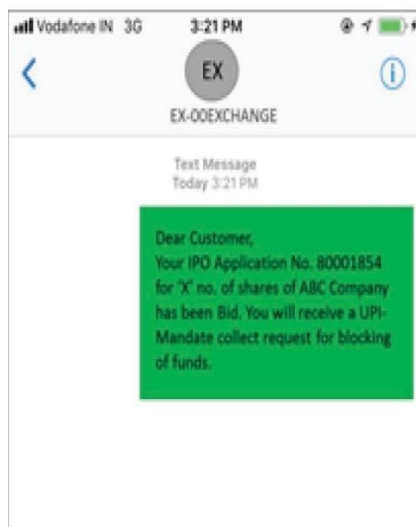 Vodafone IN 3G 3:21 PM
EX
EX-00EXCHANGE
Text Message
Today 3:21 PM
Dear Customer,
Your IPO Application No. 80001854
for 'X' no. of shares of ABC Company
has been Bid. You will receive a UPI-
Mandate collect request for blocking
of funds.